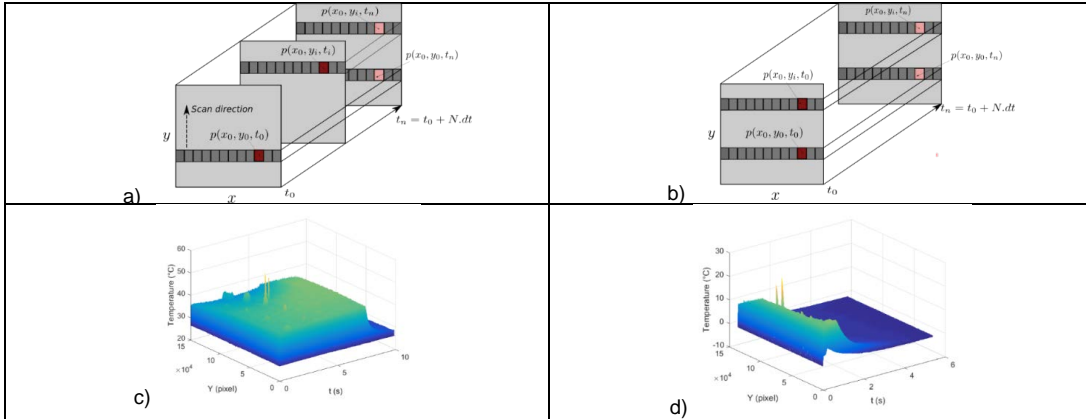 p(x₀, yᵢ, tₙ)
p(x₀, yᵢ, tᵢ)
p(x₀, y₀, tₙ)
Scan direction
y
p(x₀, y₀, t₀)
tₙ = t₀ + N.dt
t₀
x
a)
p(x₀, yᵢ, tₙ)
p(x₀, yᵢ, t₀)
p(x₀, y₀, tₙ)
y
p(x₀, y₀, t₀)
tₙ = t₀ + N.dt
t₀
x
b)
60
50
40
30
20
Temperature (°C)
15
10
5
0
×10⁴
Y (pixel)
0
5
10
t (s)
c)
30
20
10
0
-10
Temperature (°C)
15
10
5
0
×10⁴
Y (pixel)
0
2
4
6
t (s)
d)